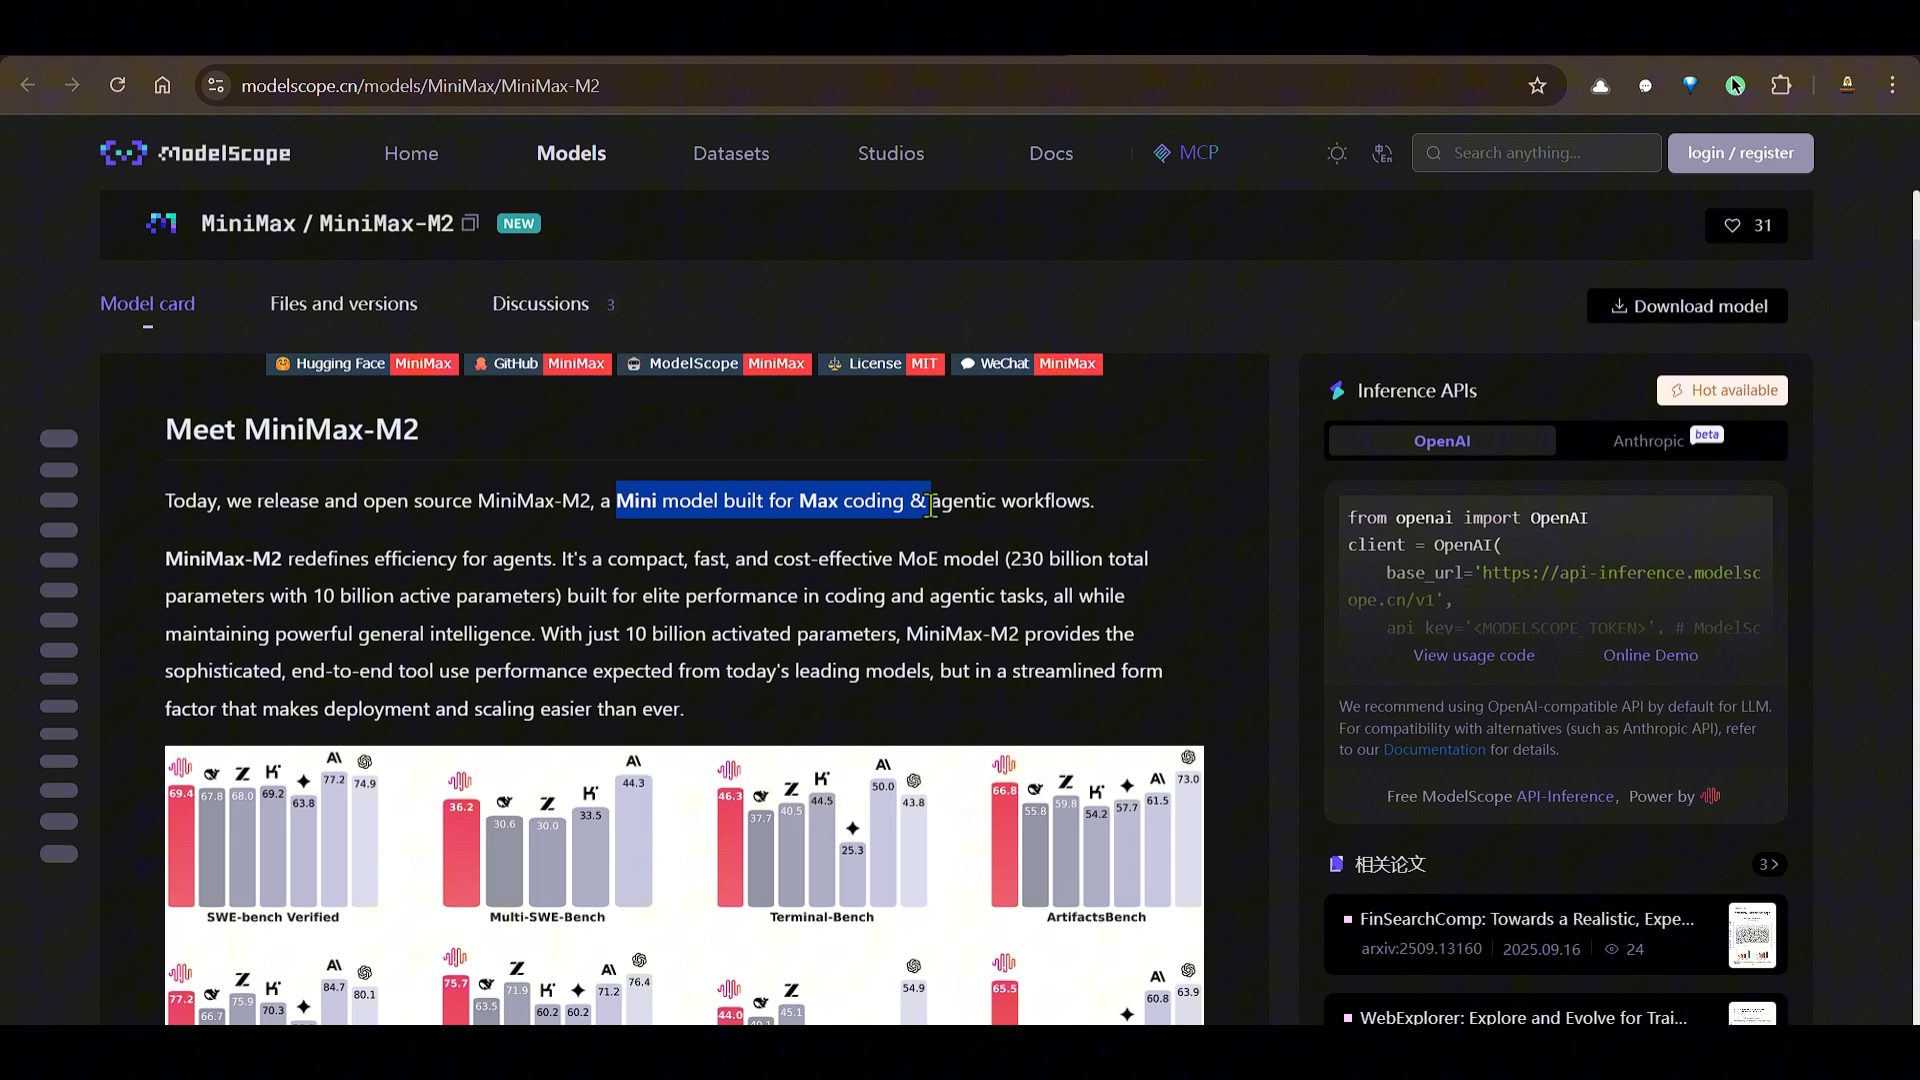 modelscope.cn/models/MiniMax/MiniMax-M2
ModelScope
Home
Models
Datasets
Studios
Docs
MCP
Search anything...
login / register
MiniMax / MiniMax-M2
NEW
31
Model card
Files and versions
Discussions 3
Download model
Hugging Face MiniMax
GitHub MiniMax
ModelScope MiniMax
License MIT
WeChat MiniMax
Meet MiniMax-M2
Today, we release and open source MiniMax-M2, a Mini model built for Max coding & agentic workflows.
MiniMax-M2 redefines efficiency for agents. It's a compact, fast, and cost-effective MoE model (230 billion total
parameters with 10 billion active parameters) built for elite performance in coding and agentic tasks, all while
maintaining powerful general intelligence. With just 10 billion activated parameters, MiniMax-M2 provides the
sophisticated, end-to-end tool use performance expected from today's leading models, but in a streamlined form
factor that makes deployment and scaling easier than ever.
69.4 67.8 68.0 69.2 63.8 77.2 74.9
SWE-bench Verified
36.2 30.6 30.0 33.5 44.3
Multi-SWE-Bench
46.3 37.7 40.5 44.5 25.3 50.0 43.8
Terminal-Bench
66.8 55.8 59.8 54.2 57.7 61.5 73.0
ArtifactsBench
77.2 66.7 75.9 70.3 84.7 80.1
75.7 63.5 71.9 60.2 60.2 71.2 76.4
44.0 45.1 54.9
65.5 60.8 63.9
Inference APIs
Hot available
OpenAI
Anthropic
beta
from openai import OpenAI
client = OpenAI(
base_url='https://api-inference.modelsc
ope.cn/v1',
api_key='<MODELSCOPE_TOKEN>', # ModelSc
View usage code
Online Demo
We recommend using OpenAI-compatible API by default for LLM.
For compatibility with alternatives (such as Anthropic API), refer
to our Documentation for details.
Free ModelScope API-Inference, Power by
相关论文
3
FinSearchComp: Towards a Realistic, Expe...
arxiv:2509.13160 2025.09.16 24
WebExplorer: Explore and Evolve for Trai...